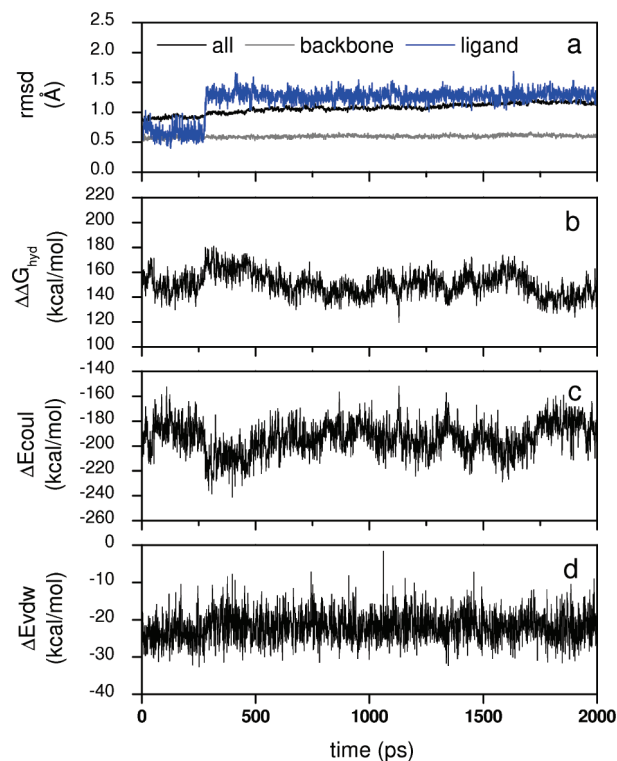 2.5
2.0
1.5
1.0
0.5
0.0
rmsd
(Å)
all backbone ligand
a
220
200
180
160
140
120
100
ΔΔG hyd
(kcal/mol)
b
-140
-160
-180
-200
-220
-240
-260
ΔEcoul
(kcal/mol)
c
0
-10
-20
-30
-40
ΔEvdw
(kcal/mol)
d
0 500 1000 1500 2000
time (ps)